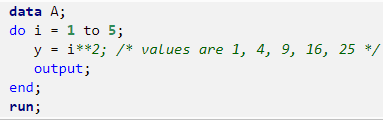 data A;
do i = 1 to 5;
   y = i**2; /* values are 1, 4, 9, 16, 25 */
   output;
end;
run;